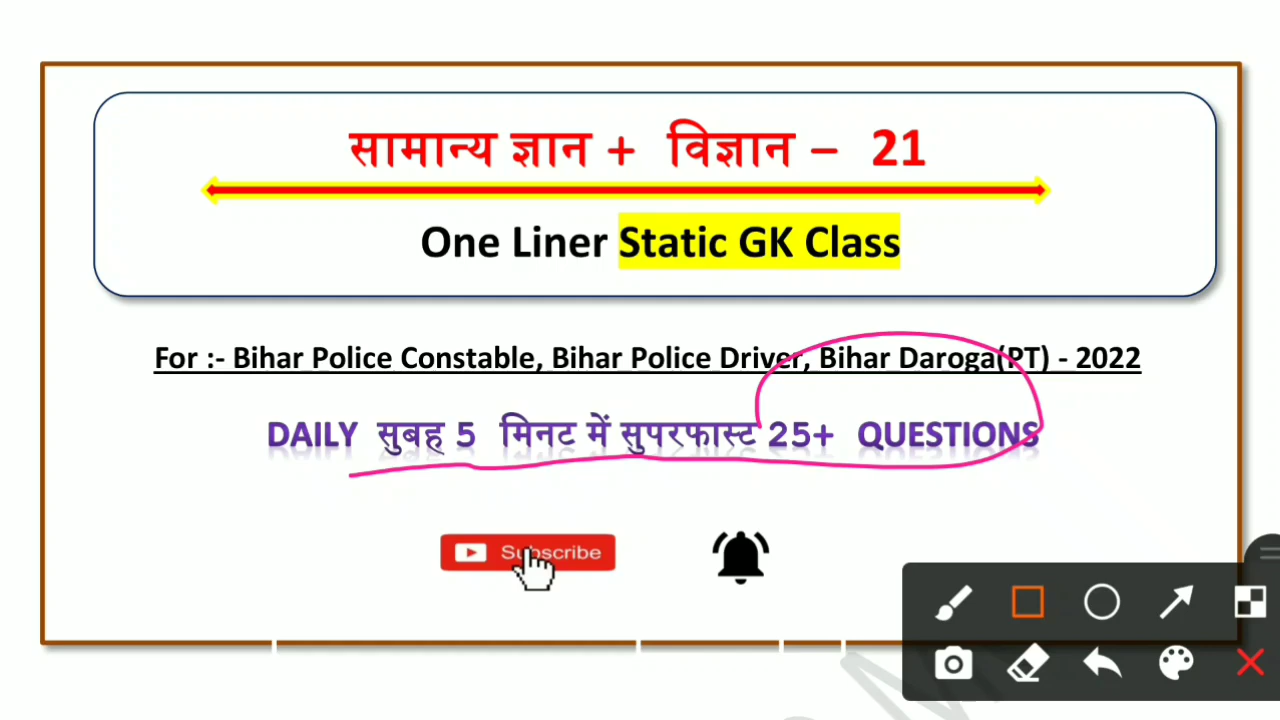 सामान्य ज्ञान + विज्ञान – 21
One Liner Static GK Class
For :- Bihar Police Constable, Bihar Police Driver, Bihar Daroga(PT) - 2022
DAILY सुबह 5 मिनट में सुपरफास्ट 25+ QUESTIONS
Subscribe